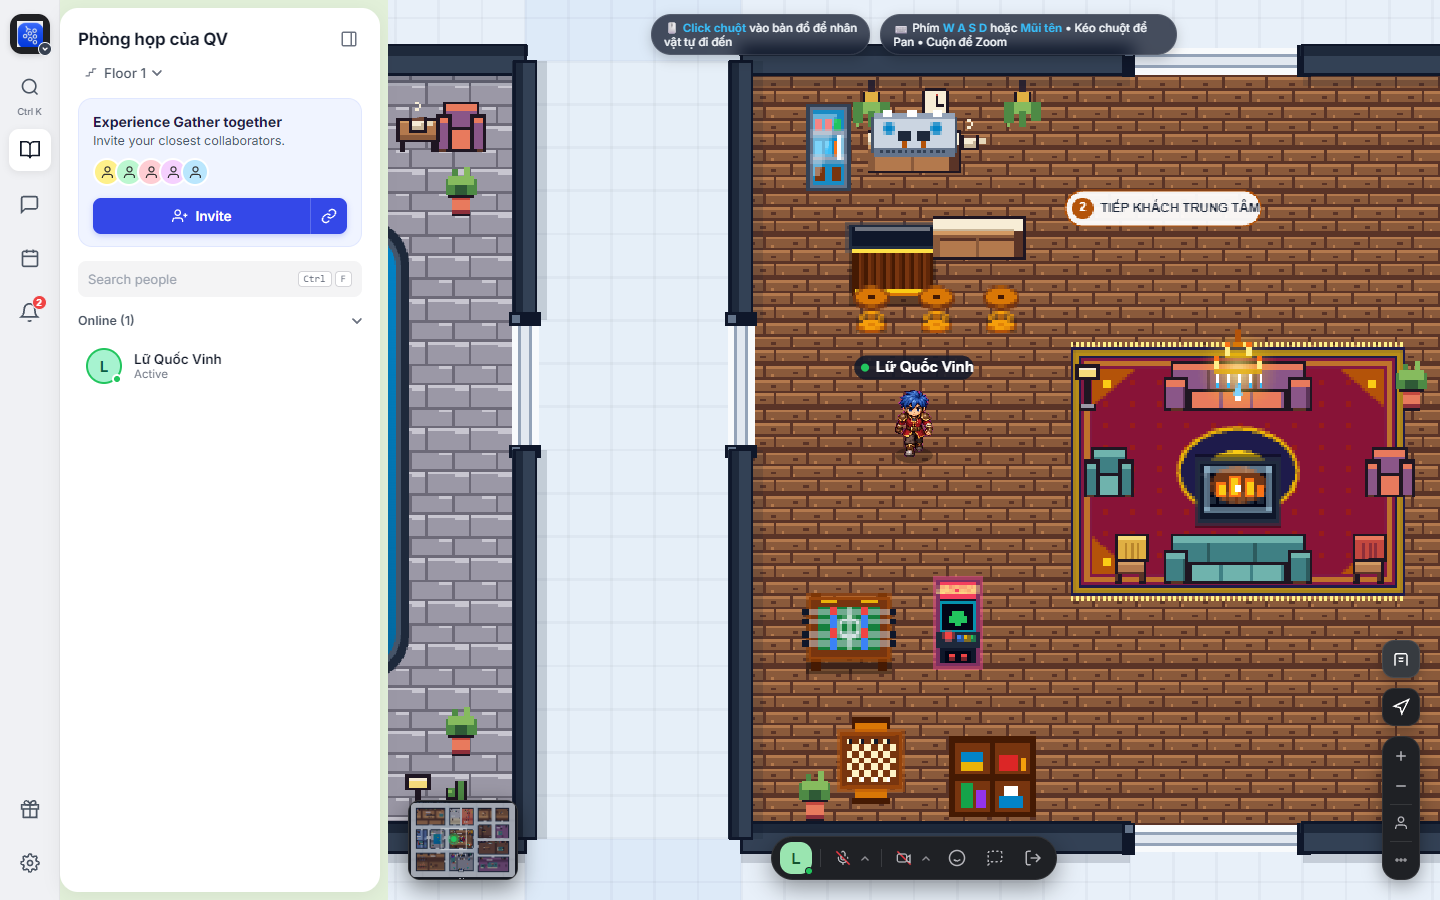 Ctrl K
2
Phòng họp của QV
Floor 1
Experience Gather together
Invite your closest collaborators.
Invite
Search people
Ctrl F
Online (1)
L
Lữ Quốc Vinh
Active
Click chuột vào bản đồ để nhân
vật tự đi đến
Phím W A S D hoặc Mũi tên • Kéo chuột để
Pan • Cuộn để Zoom
2 TIẾP KHÁCH TRUNG TÂM
Lữ Quốc Vinh
L